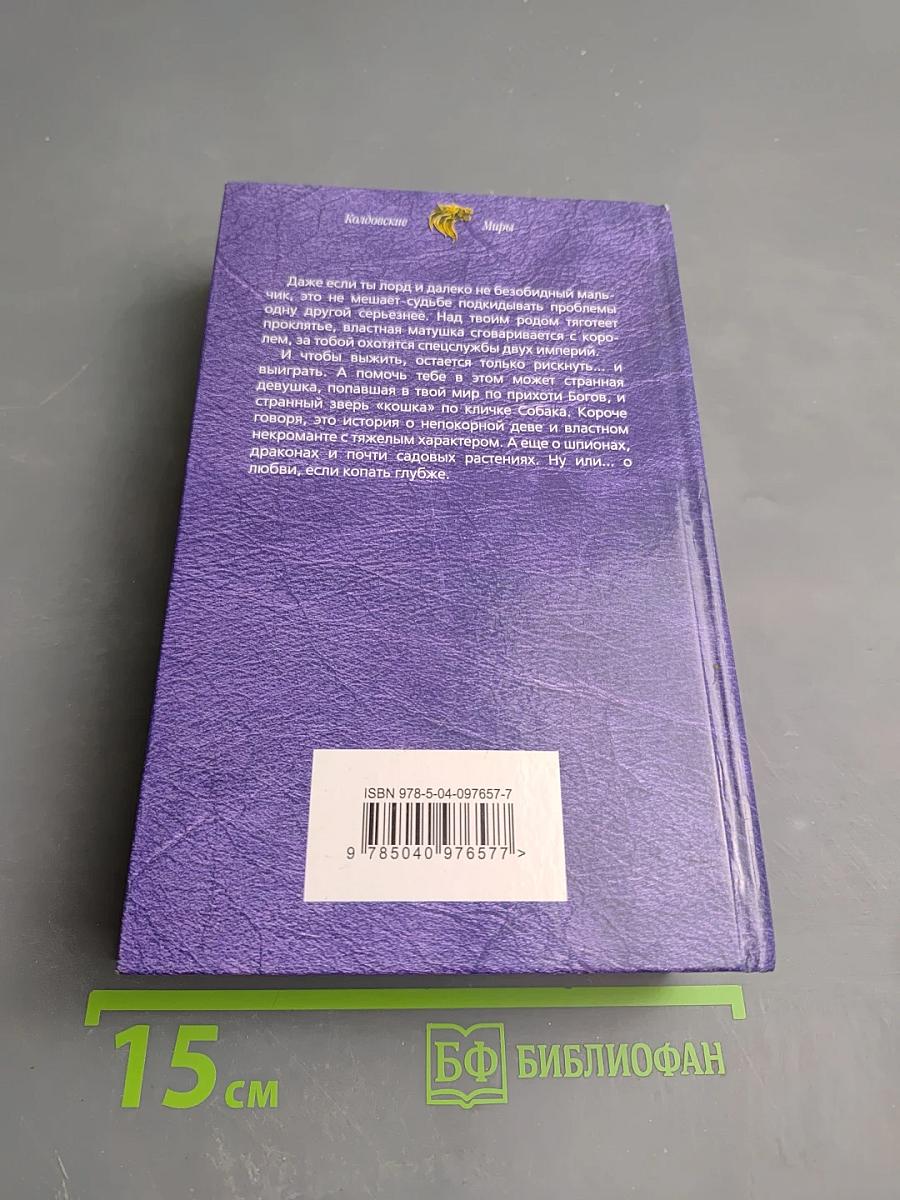 Колдовские Миры
Даже если ты лорд и далеко не безобидный маль-
чик, это не мешает судьбе подкидывать проблемы
одну другой серьезнее. Над твоим родом тяготеет
проклятье, властная матушка сговаривается с коро-
лем, за тобой охотятся спецслужбы двух империй.
И чтобы выжить, остается только рискнуть... и
выиграть. А помочь тебе в этом может странная
девушка, попавшая в твой мир по прихоти Богов, и
странный зверь «кошка» по кличке Собака. Короче
говоря, это история о непокорной деве и властном
некроманте с тяжелым характером. А еще о шпионах,
драконах и почти садовых растениях. Ну или... о
любви, если копать глубже.
ISBN 978-5-04-097657-7
9 785040 976577 >
15 см
БФ БИБЛИОФАН